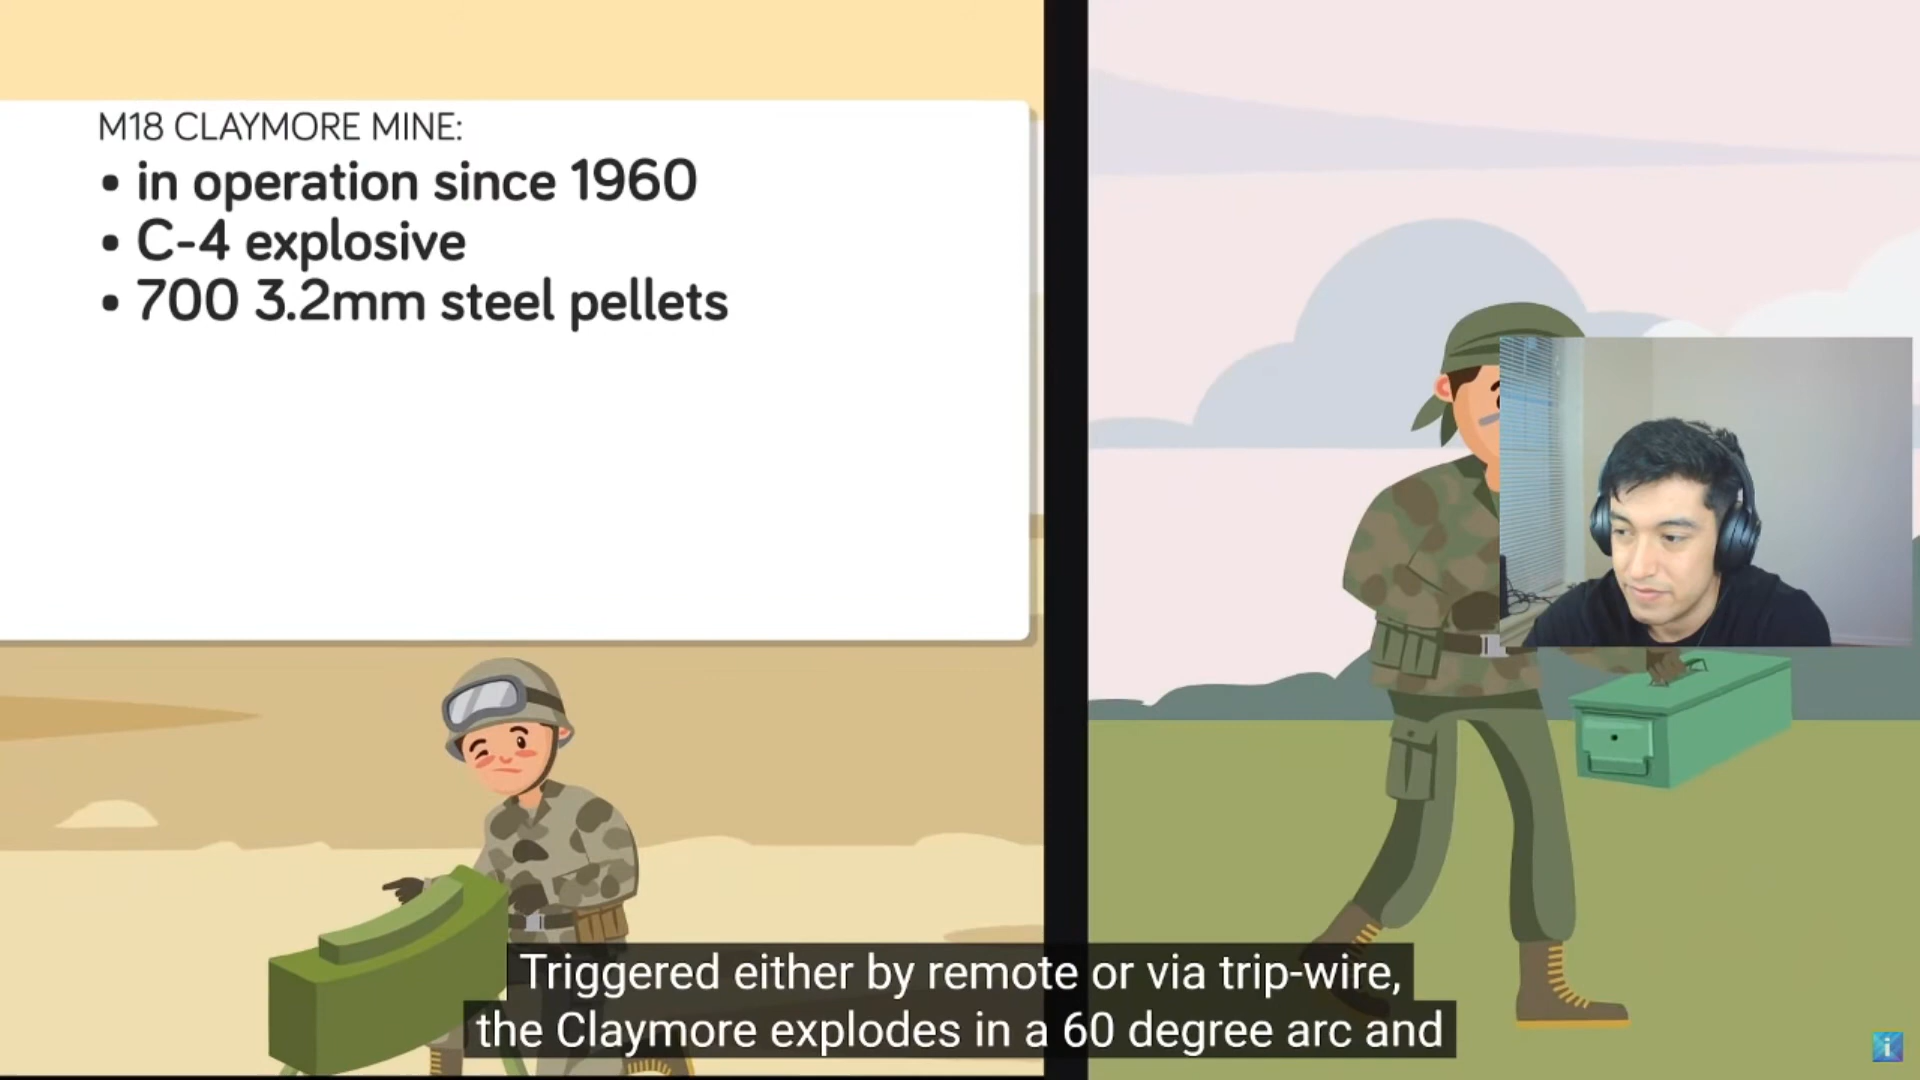 M18 CLAYMORE MINE:
• in operation since 1960
• C-4 explosive
• 700 3.2mm steel pellets
Triggered either by remote or via trip-wire,
the Claymore explodes in a 60 degree arc and
i